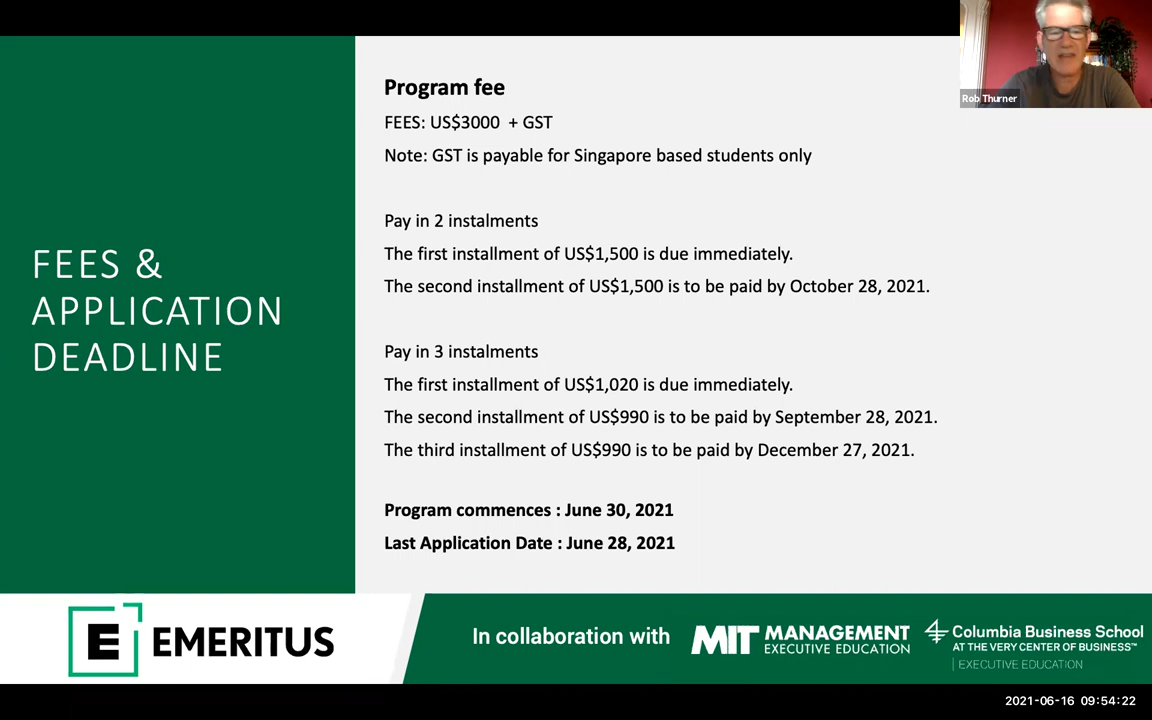 Rob Thurner
FEES &
APPLICATION
DEADLINE
Program fee
FEES: US$3000 + GST
Note: GST is payable for Singapore based students only
Pay in 2 instalments
The first installment of US$1,500 is due immediately.
The second installment of US$1,500 is to be paid by October 28, 2021.
Pay in 3 instalments
The first installment of US$1,020 is due immediately.
The second installment of US$990 is to be paid by September 28, 2021.
The third installment of US$990 is to be paid by December 27, 2021.
Program commences : June 30, 2021
Last Application Date : June 28, 2021
E EMERITUS
In collaboration with
MIT MANAGEMENT
EXECUTIVE EDUCATION
Columbia Business School
AT THE VERY CENTER OF BUSINESS™
EXECUTIVE EDUCATION
2021-06-16 09:54:22